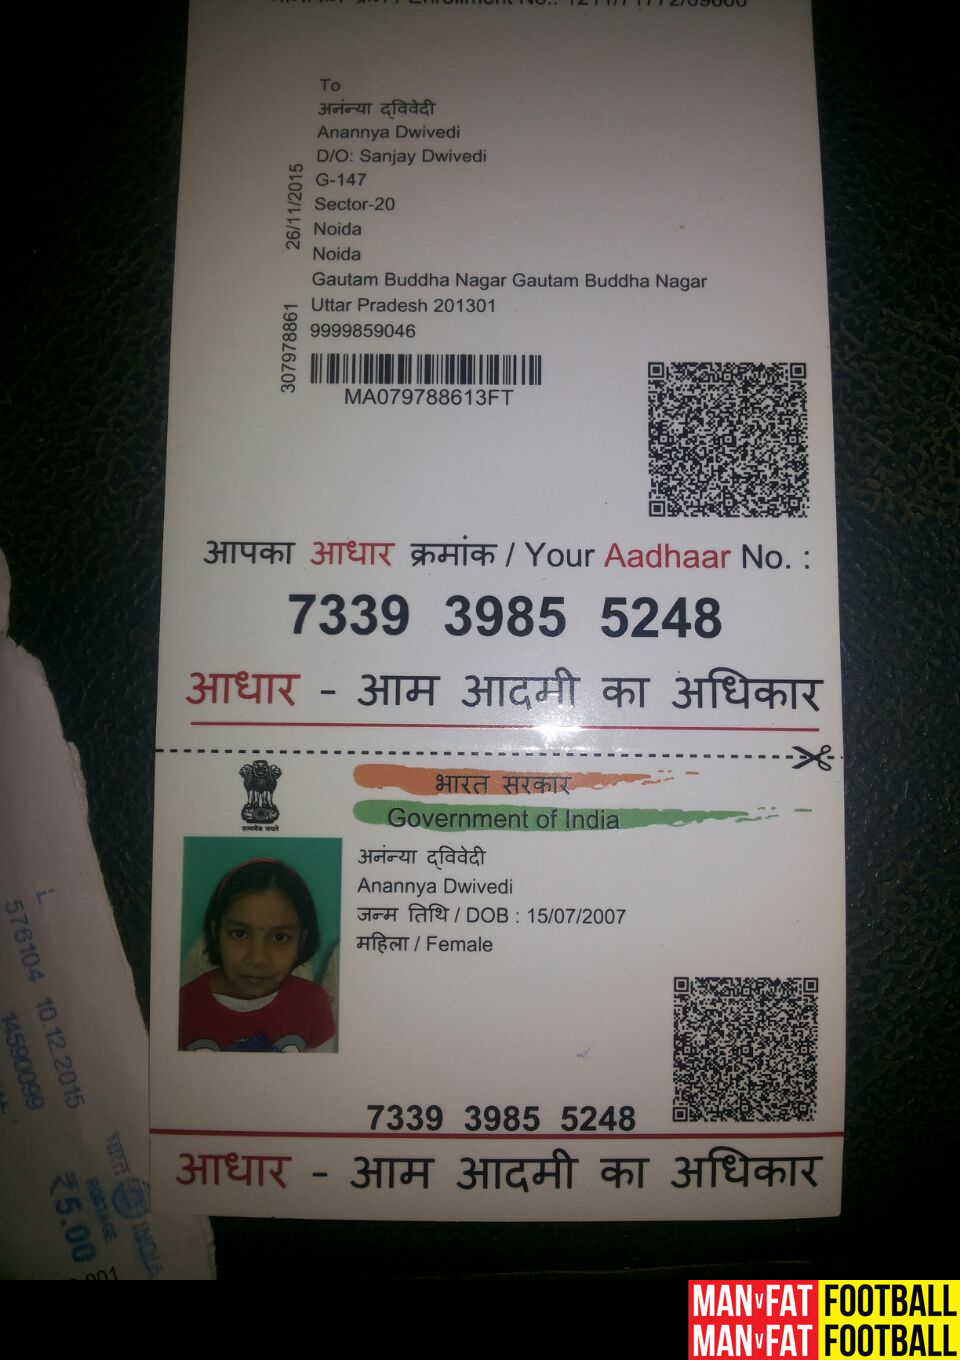 Enrollment No.: 1211/71772/09600
To
अनंन्या द्विवेदी
Anannya Dwivedi
D/O: Sanjay Dwivedi
G-147
Sector-20
Noida
Noida
Gautam Buddha Nagar Gautam Buddha Nagar
Uttar Pradesh 201301
9999859046
26/11/2015
307978861
MA079788613FT
आपका आधार क्रमांक / Your Aadhaar No. :
7339 3985 5248
आधार - आम आदमी का अधिकार
भारत सरकार
Government of India
सत्यमेव जयते
अनंन्या द्विवेदी
Anannya Dwivedi
जन्म तिथि / DOB : 15/07/2007
महिला / Female
7339 3985 5248
आधार - आम आदमी का अधिकार
576104 10.12.2015
14590099
भारत INDIA
POSTAGE
₹5.00
MAN v FAT FOOTBALL
MAN v FAT FOOTBALL